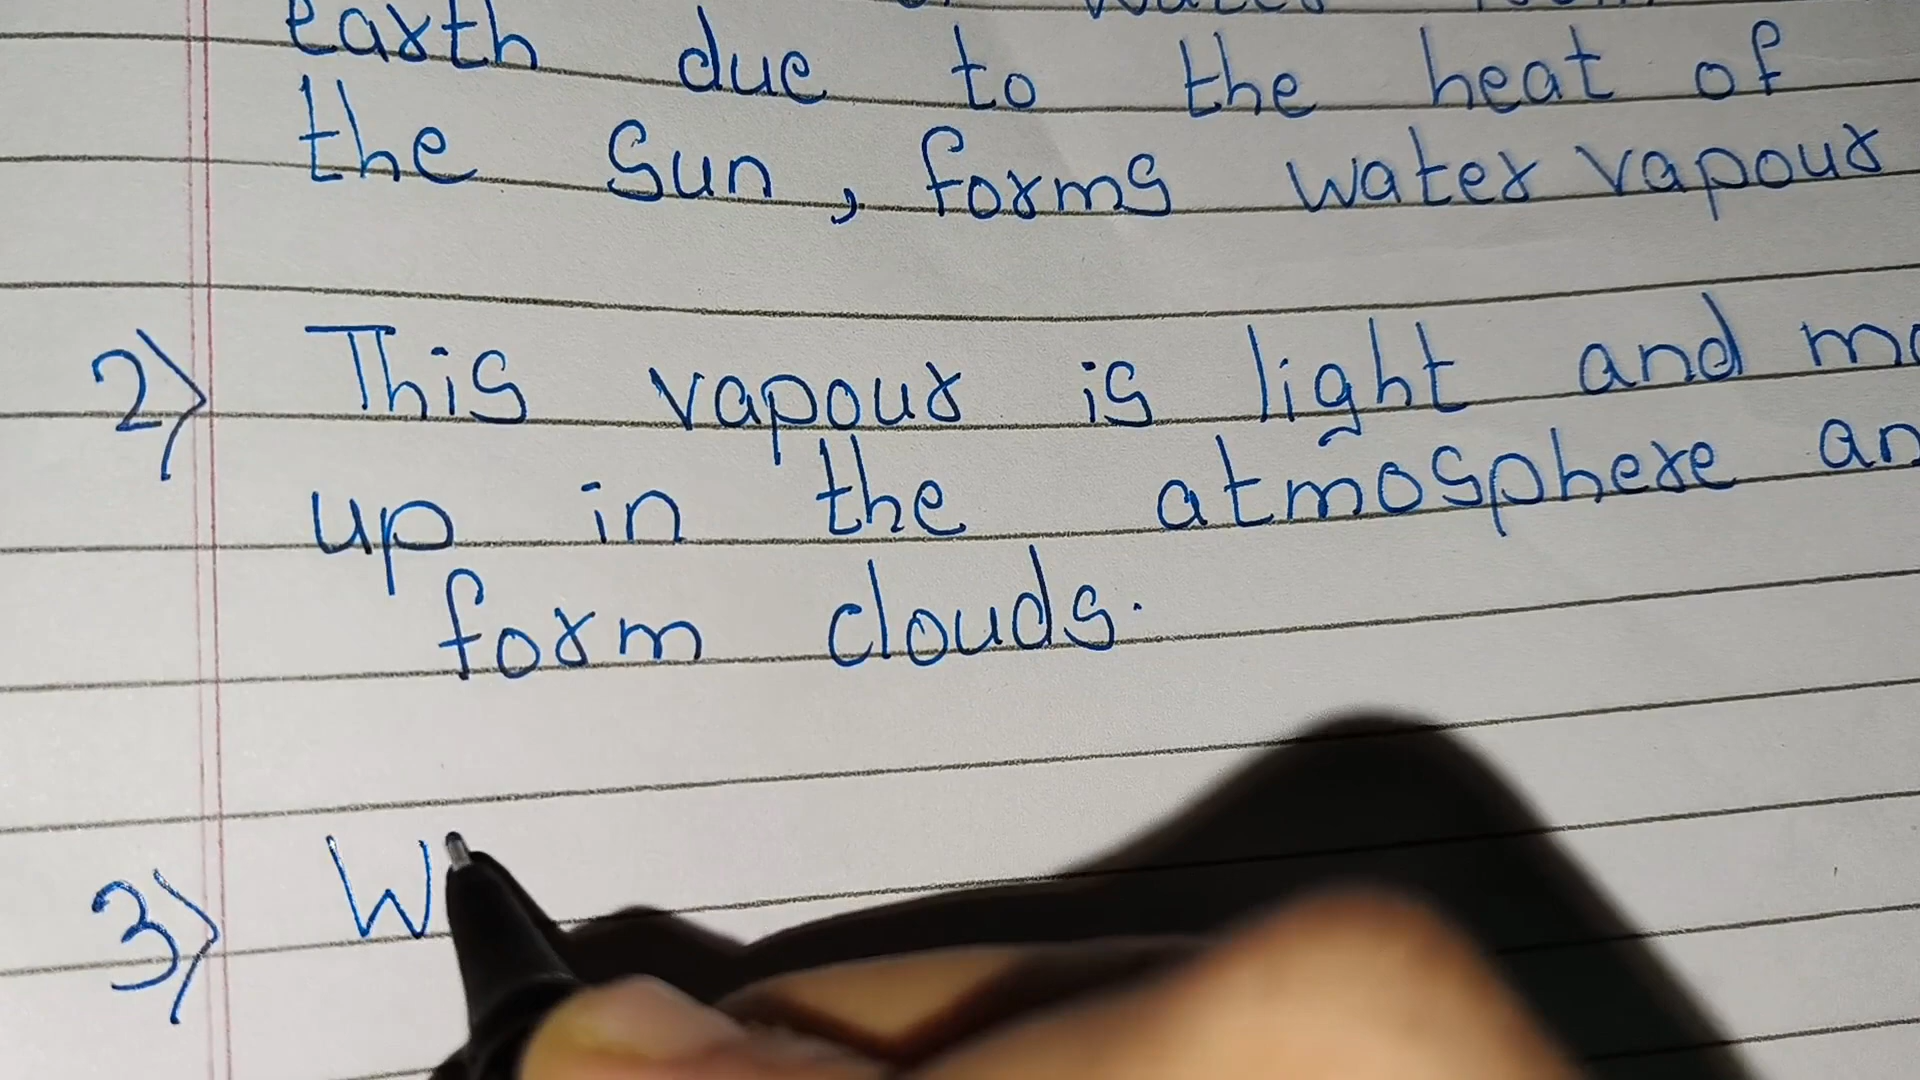 earth due to the heat of
the Sun, forms water vapour
2) This vapour is light and
up in the atmosphere
form clouds.
3) W